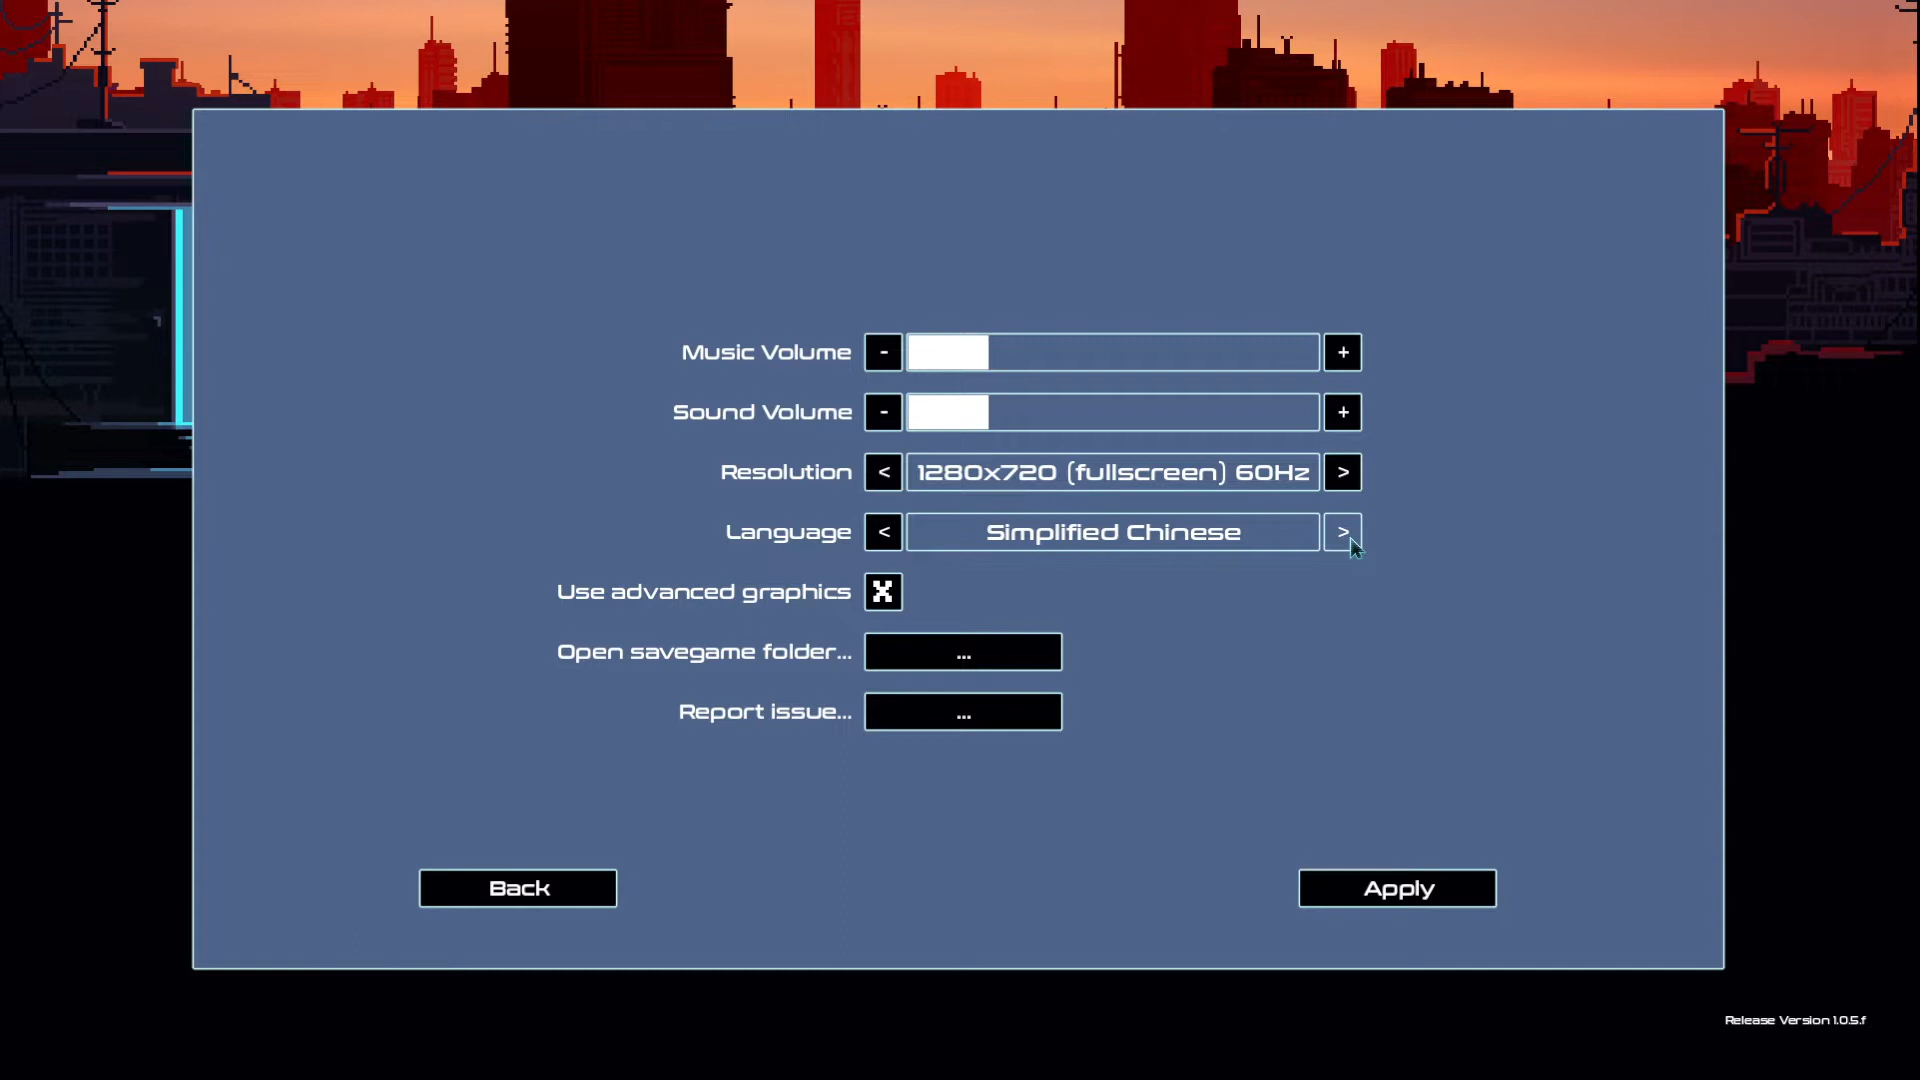 Music Volume - +
Sound Volume - +
Resolution < 1280x720 (fullscreen) 60Hz >
Language < Simplified Chinese >
Use advanced graphics X
Open savegame folder... ...
Report issue... ...
Back Apply
Release Version 1.0.5.f